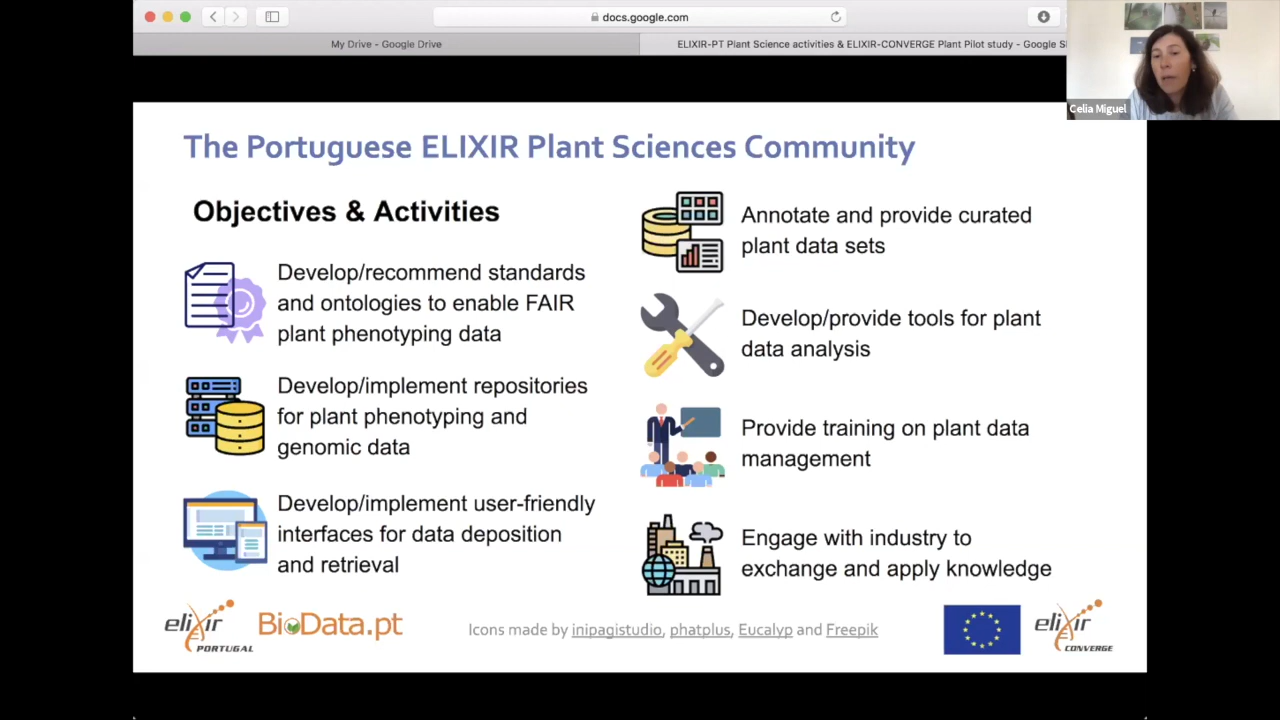 docs.google.com
My Drive - Google Drive
ELIXIR-PT Plant Science activities & ELIXIR-CONVERGE Plant Pilot study - Google Sl
Celia Miguel
The Portuguese ELIXIR Plant Sciences Community
Objectives & Activities
Develop/recommend standards
and ontologies to enable FAIR
plant phenotyping data
Develop/implement repositories
for plant phenotyping and
genomic data
Develop/implement user-friendly
interfaces for data deposition
and retrieval
Annotate and provide curated
plant data sets
Develop/provide tools for plant
data analysis
Provide training on plant data
management
Engage with industry to
exchange and apply knowledge
elixir
PORTUGAL
BioData.pt
Icons made by inipagistudio, phatplus, Eucalyp and Freepik
elixir
CONVERGE